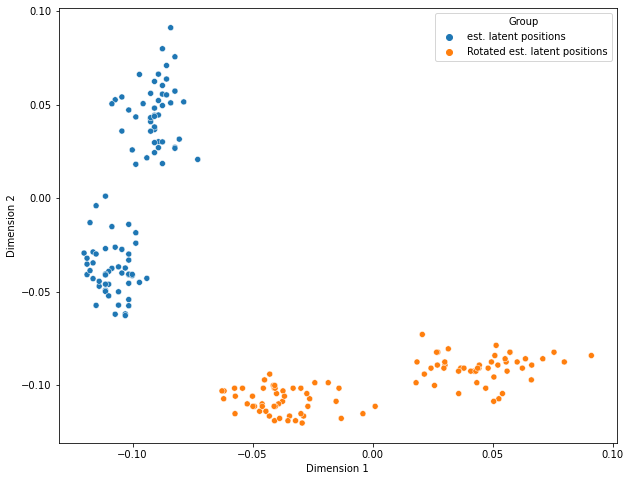 Group
est. latent positions
Rotated est. latent positions
0.10
0.05
0.00
−0.05
−0.10
Dimension 2
−0.10
−0.05
0.00
0.05
0.10
Dimension 1